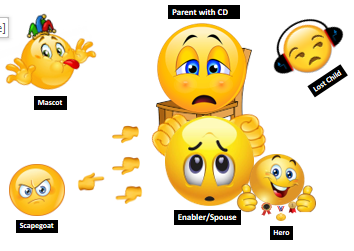 e]
Parent with CD
Mascot
Lost Child
Scapegoat
Enabler/Spouse
Hero